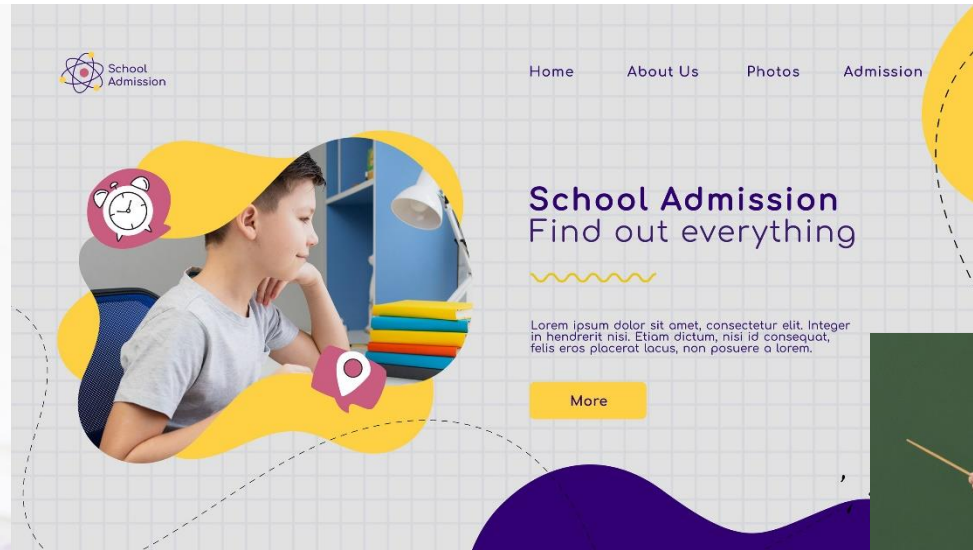 School
Admission
Home About Us Photos Admission
School Admission
Find out everything
Lorem ipsum dolor sit amet, consectetur elit. Integer
in hendrerit nisi. Etiam dictum, nisi id consequat,
felis eros placerat lacus, non posuere a lorem.
More